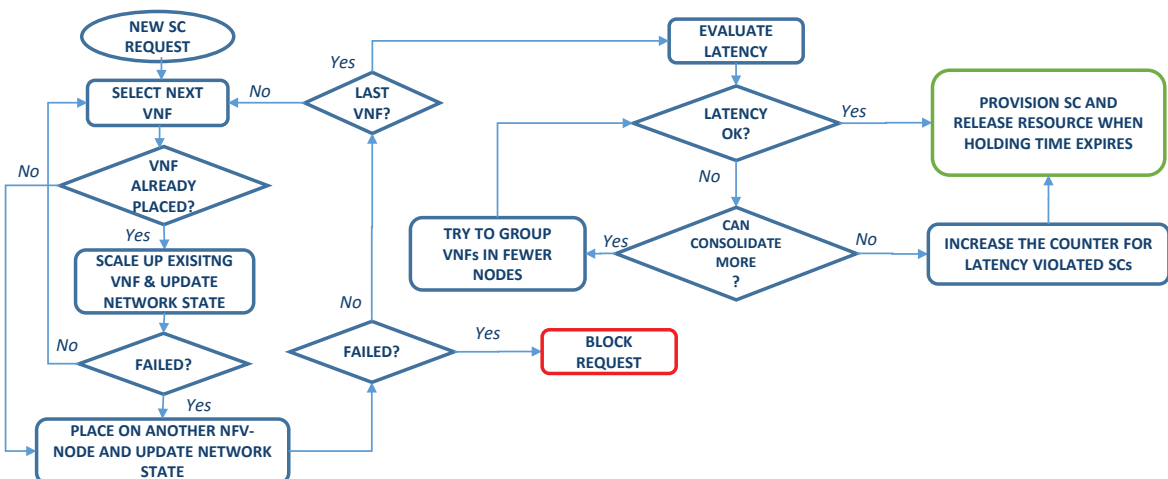 NEW SC
REQUEST
SELECT NEXT
VNF
No
VNF
ALREADY
PLACED?
No
Yes
SCALE UP EXISITNG
VNF & UPDATE
NETWORK STATE
FAILED?
No
Yes
PLACE ON ANOTHER NFV-
NODE AND UPDATE NETWORK
STATE
FAILED?
No
Yes
BLOCK
REQUEST
LAST
VNF?
Yes
EVALUATE
LATENCY
LATENCY
OK?
Yes
No
PROVISION SC AND
RELEASE RESOURCE WHEN
HOLDING TIME EXPIRES
CAN
CONSOLIDATE
MORE
?
Yes
No
TRY TO GROUP
VNFs IN FEWER
NODES
INCREASE THE COUNTER FOR
LATENCY VIOLATED SCs